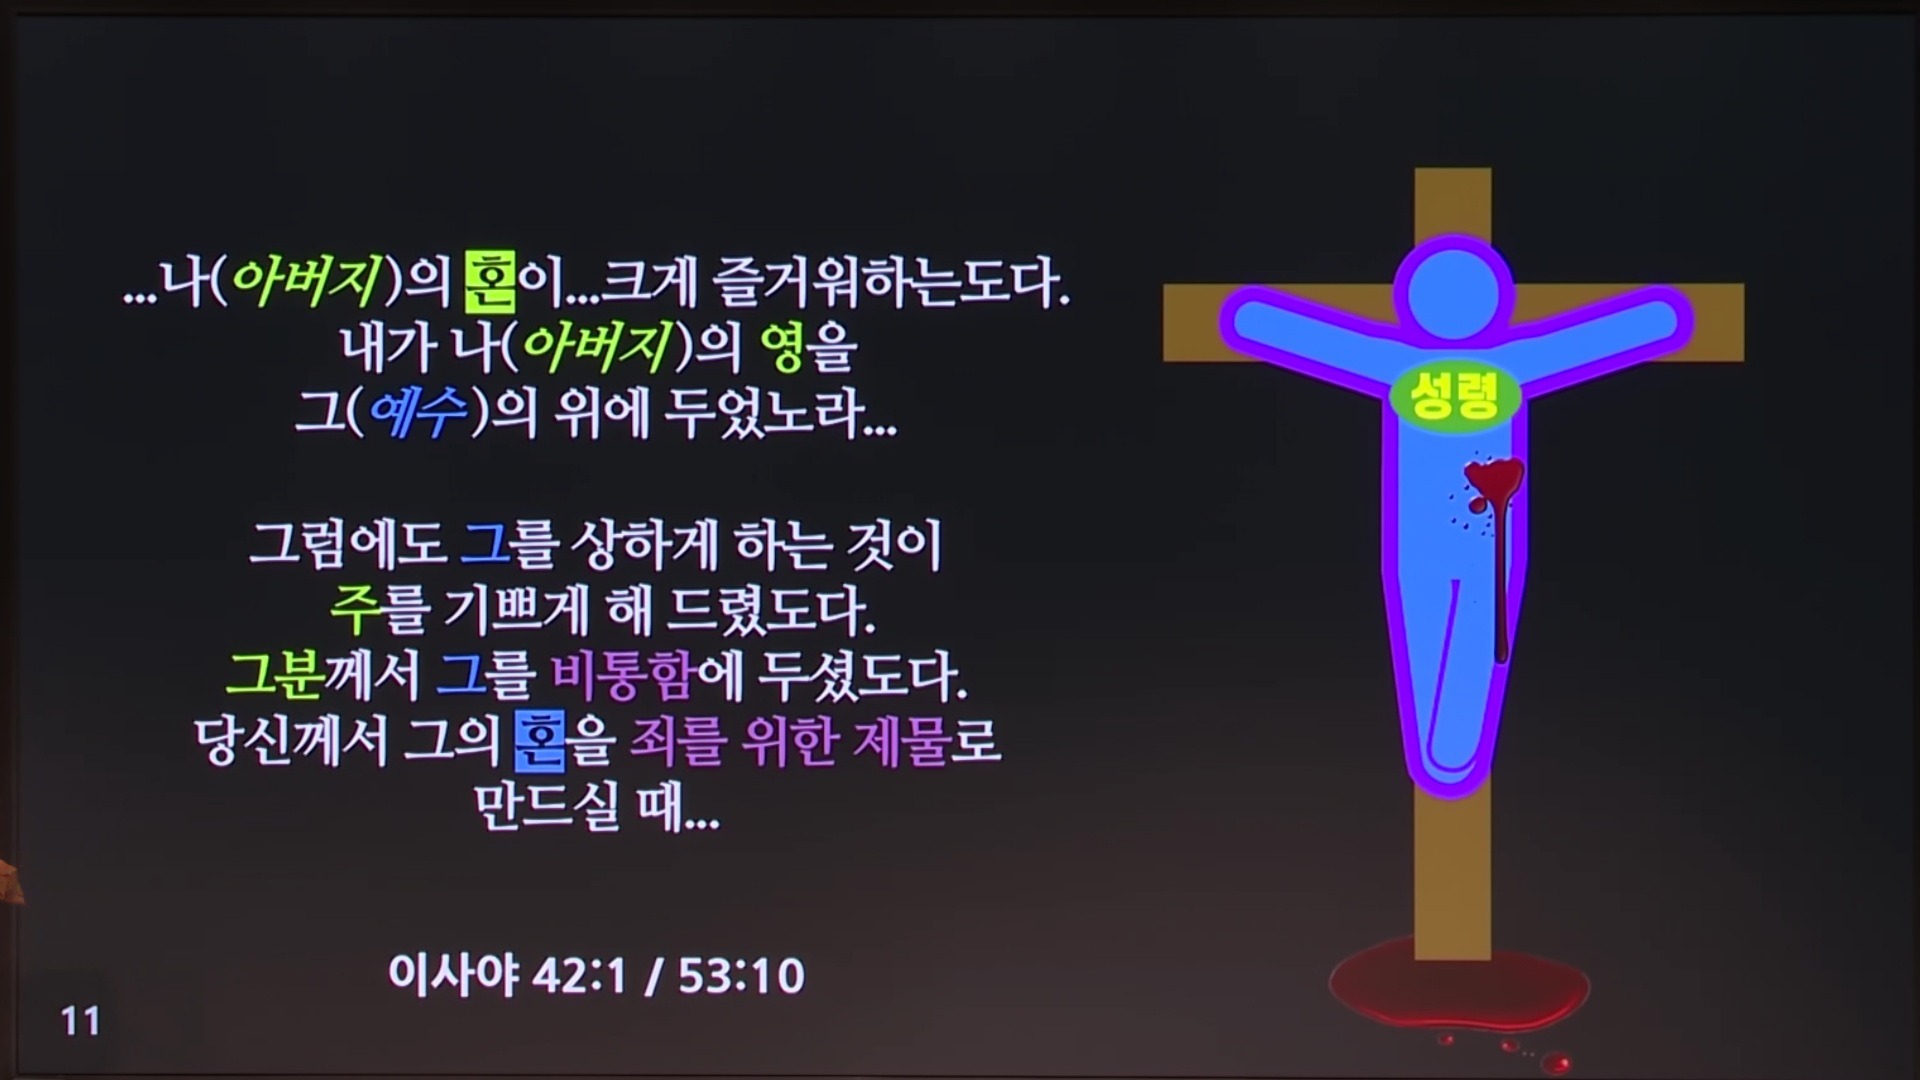 ...나(아버지)의 혼이...크게 즐거워하는도다.
내가 나(아버지)의 영을
그(예수)의 위에 두었노라...
그럼에도 그를 상하게 하는 것이
주를 기쁘게 해 드렸도다.
그분께서 그를 비통함에 두셨도다.
당신께서 그의 혼을 죄를 위한 제물로
만드실 때...
이사야 42:1 / 53:10
11
성령